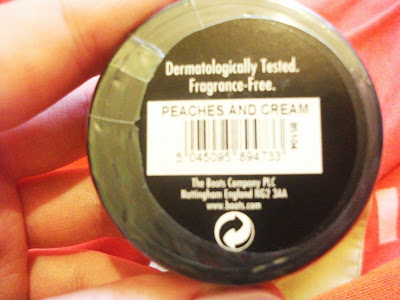 Dermatologically Tested.
Fragrance-Free.
PEACHES AND CREAM
5 045095 894733
The Boots Company PLC
Nottingham England NG2 3AA
www.boots.com